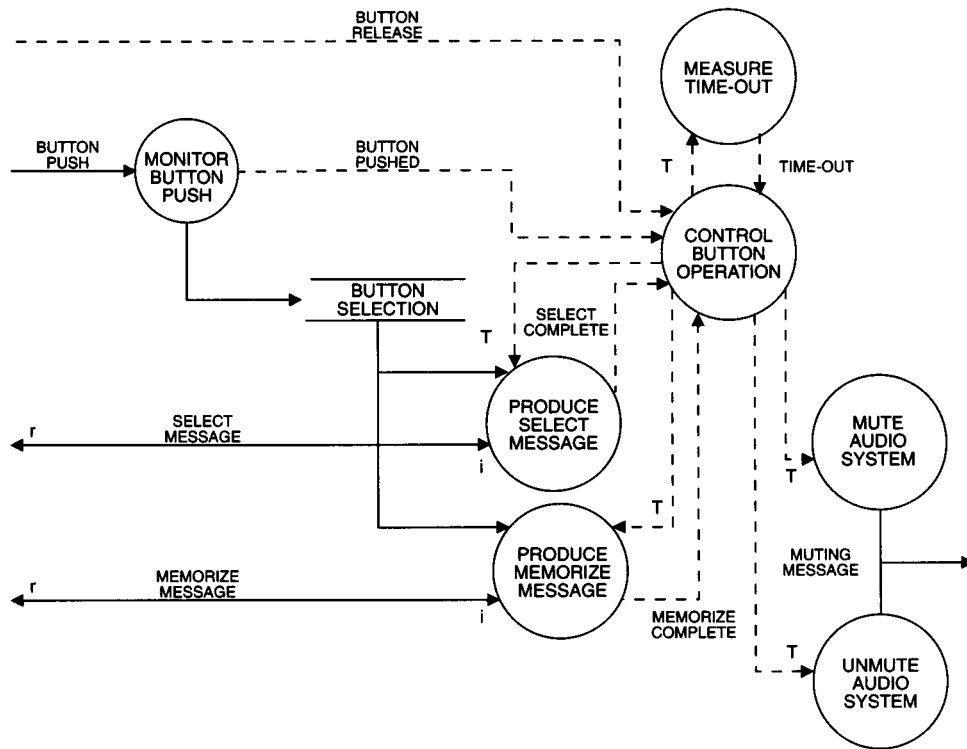 BUTTON
RELEASE
MEASURE
TIME-OUT
BUTTON
PUSH
MONITOR
BUTTON
PUSH
BUTTON
PUSHED
T
TIME-OUT
CONTROL
BUTTON
OPERATION
BUTTON
SELECTION
T
SELECT
COMPLETE
PRODUCE
SELECT
MESSAGE
r
SELECT
MESSAGE
i
MUTE
AUDIO
SYSTEM
T
T
PRODUCE
MEMORIZE
MESSAGE
MUTING
MESSAGE
r
MEMORIZE
MESSAGE
i
MEMORIZE
COMPLETE
T
UNMUTE
AUDIO
SYSTEM